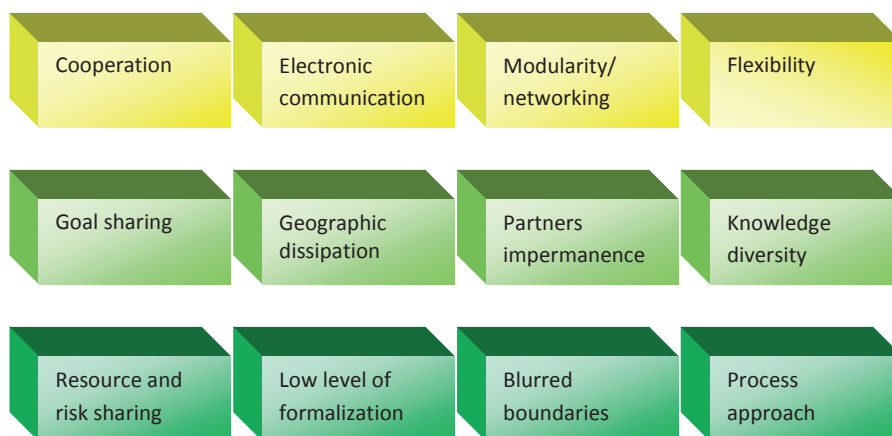 Cooperation
Electronic
communication
Modularity/
networking
Flexibility
Goal sharing
Geographic
dissipation
Partners
impermanence
Knowledge
diversity
Resource and
risk sharing
Low level of
formalization
Blurred
boundaries
Process
approach